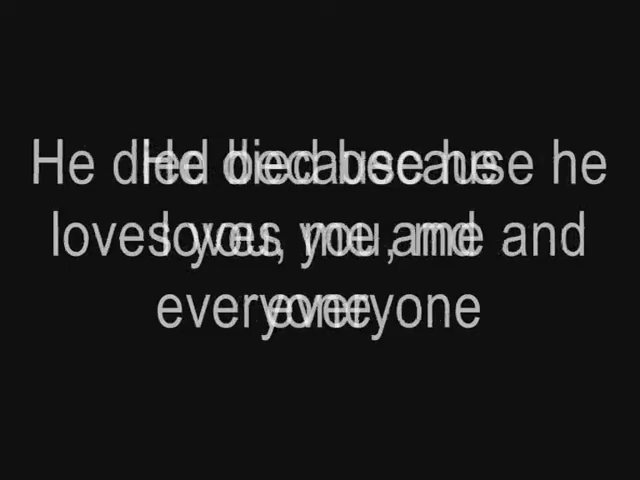 He died because he
loves you, me and
everyone